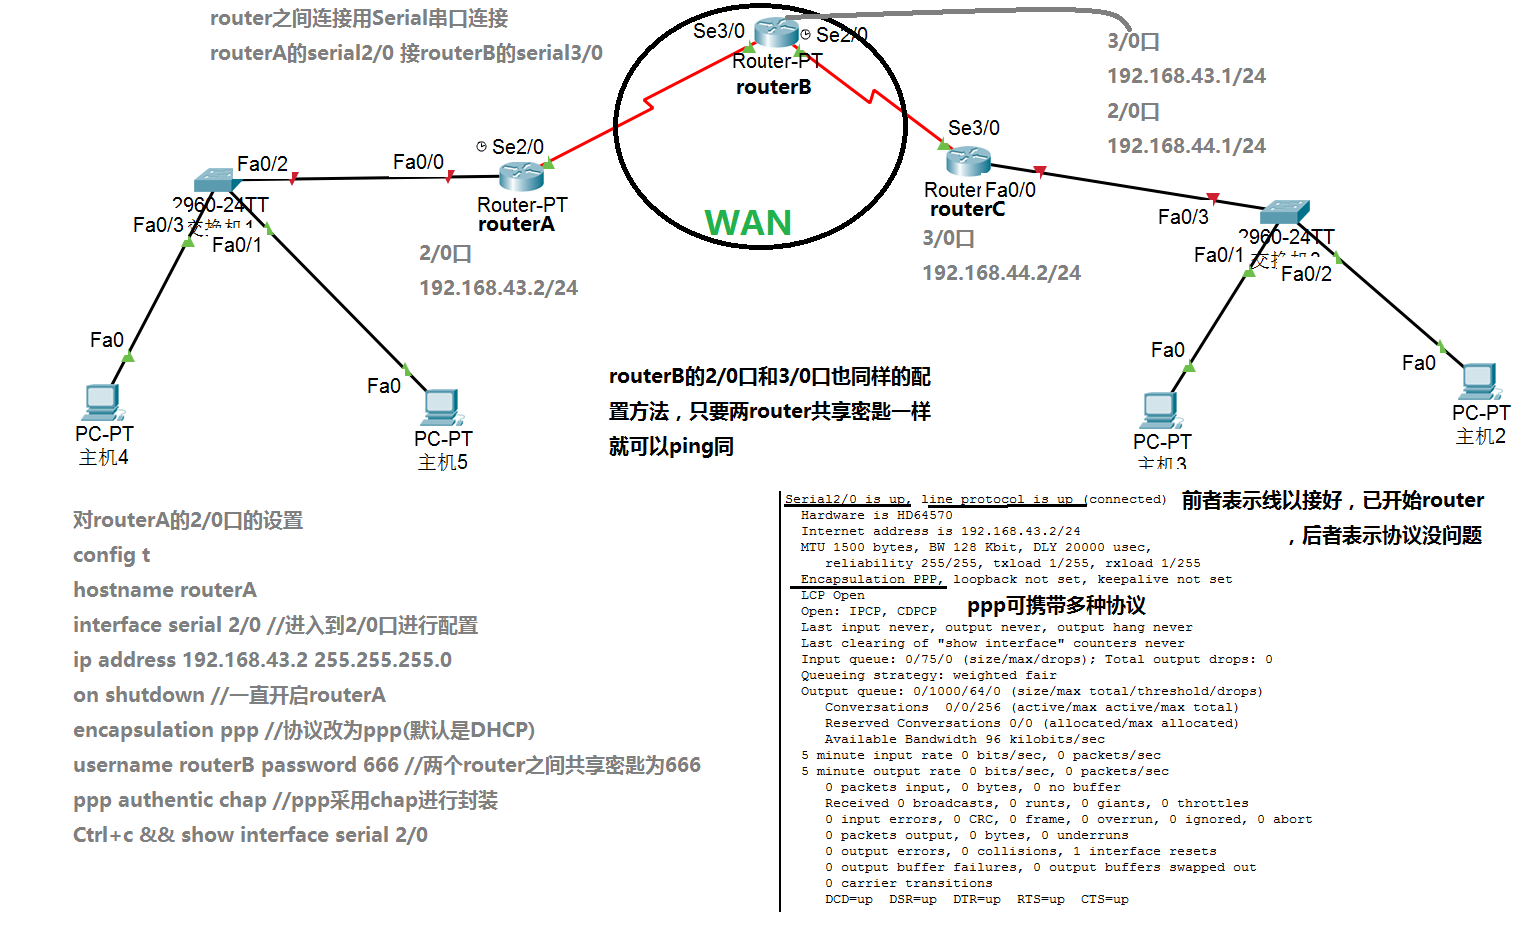 router之间连接用Serial串口连接
routerA的serial2/0 接routerB的serial3/0
Se3/0
Se2/0
Router-PT
routerB
3/0口
192.168.43.1/24
2/0口
192.168.44.1/24
Se3/0
Router
Fa0/0
routerC
3/0口
192.168.44.2/24
WAN
Se2/0
Fa0/2
Fa0/0
Router-PT
routerA
2/0口
192.168.43.2/24
2960-24TT
交换机1
Fa0/3
Fa0/1
Fa0/3
2960-24TT
Fa0/1
Fa0/2
Fa0
Fa0
Fa0
Fa0
PC-PT
主机4
PC-PT
主机5
PC-PT
主机3
PC-PT
主机2
routerB的2/0口和3/0口也同样的配
置方法，只要两router共享密匙一样
就可以ping同
对routerA的2/0口的设置
config t
hostname routerA
interface serial 2/0 //进入到2/0口进行配置
ip address 192.168.43.2 255.255.255.0
on shutdown //一直开启routerA
encapsulation ppp //协议改为ppp(默认是DHCP)
username routerB password 666 //两个router之间共享密匙为666
ppp authentic chap //ppp采用chap进行封装
Ctrl+c && show interface serial 2/0
Serial2/0 is up, line protocol is up (connected)
前者表示线以接好，已开始router
，后者表示协议没问题
Hardware is HD64570
Internet address is 192.168.43.2/24
MTU 1500 bytes, BW 128 Kbit, DLY 20000 usec,
reliability 255/255, txload 1/255, rxload 1/255
Encapsulation PPP, loopback not set, keepalive not set
LCP Open
Open: IPCP, CDPCP
ppp可携带多种协议
Last input never, output never, output hang never
Last clearing of "show interface" counters never
Input queue: 0/75/0 (size/max/drops); Total output drops: 0
Queueing strategy: weighted fair
Output queue: 0/1000/64/0 (size/max total/threshold/drops)
Conversations 0/0/256 (active/max active/max total)
Reserved Conversations 0/0 (allocated/max allocated)
Available Bandwidth 96 kilobits/sec
5 minute input rate 0 bits/sec, 0 packets/sec
5 minute output rate 0 bits/sec, 0 packets/sec
0 packets input, 0 bytes, 0 no buffer
Received 0 broadcasts, 0 runts, 0 giants, 0 throttles
0 input errors, 0 CRC, 0 frame, 0 overrun, 0 ignored, 0 abort
0 packets output, 0 bytes, 0 underruns
0 output errors, 0 collisions, 1 interface resets
0 output buffer failures, 0 output buffers swapped out
0 carrier transitions
DCD=up DSR=up DTR=up RTS=up CTS=up